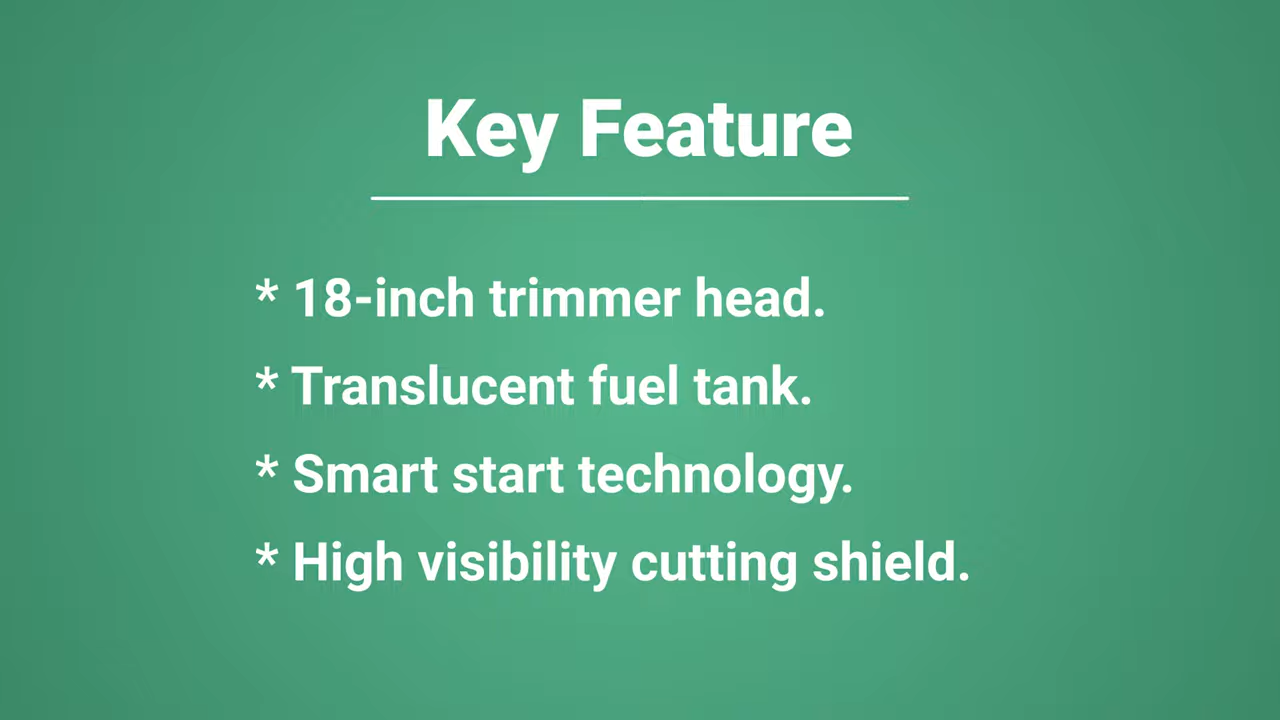 Key Feature
* 18-inch trimmer head.
* Translucent fuel tank.
* Smart start technology.
* High visibility cutting shield.